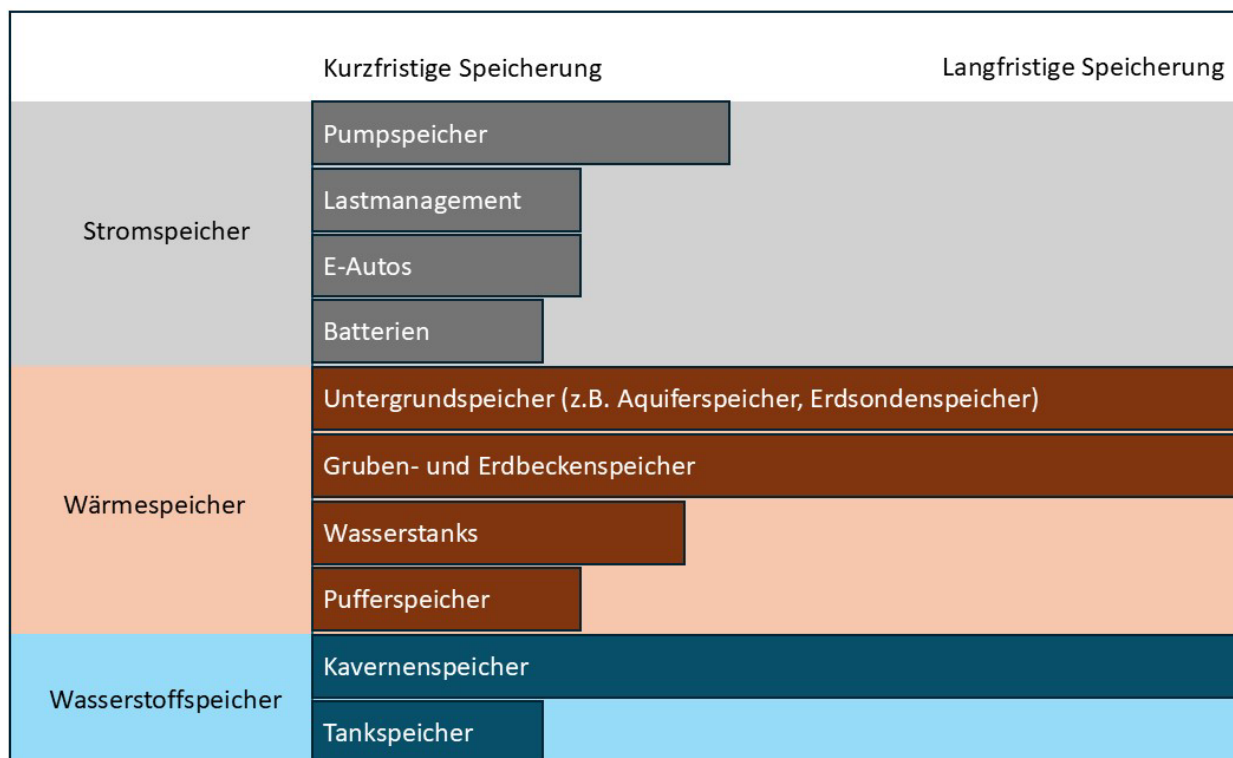 Kurzfristige Speicherung
Langfristige Speicherung
Stromspeicher
Pumpspeicher
Lastmanagement
E-Autos
Batterien
Wärmespeicher
Untergrundspeicher (z.B. Aquiferspeicher, Erdsondenspeicher)
Gruben- und Erdbeckenspeicher
Wasserstanks
Pufferspeicher
Wasserstoffspeicher
Kavernenspeicher
Tankspeicher